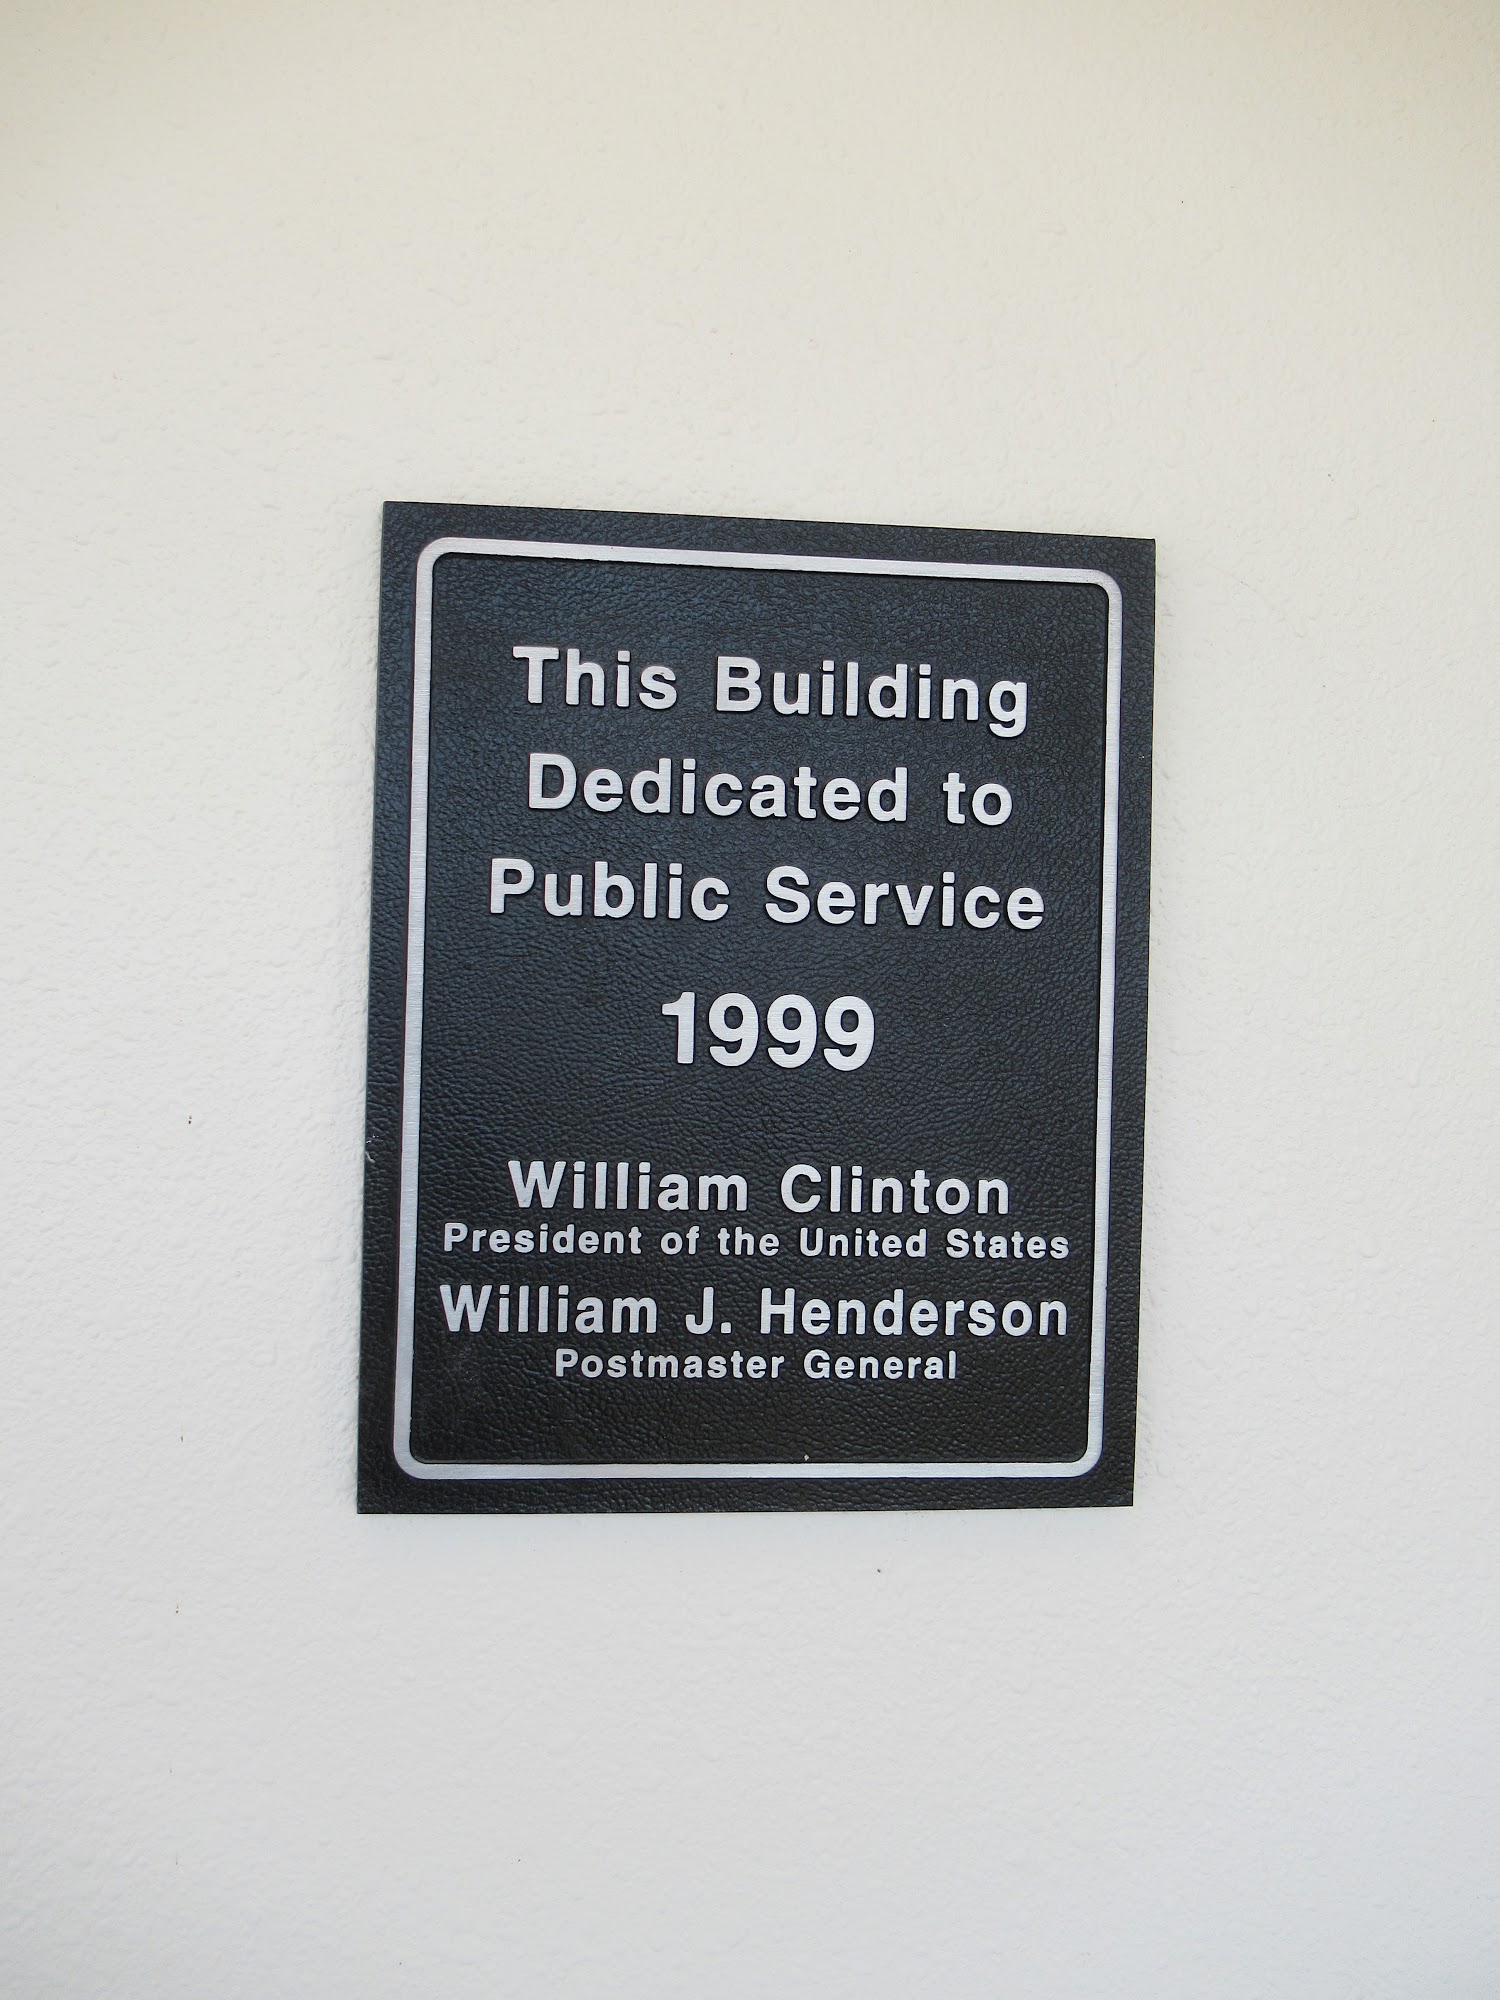 This Building
Dedicated to
Public Service
1999
William Clinton
President of the United States
William J. Henderson
Postmaster General